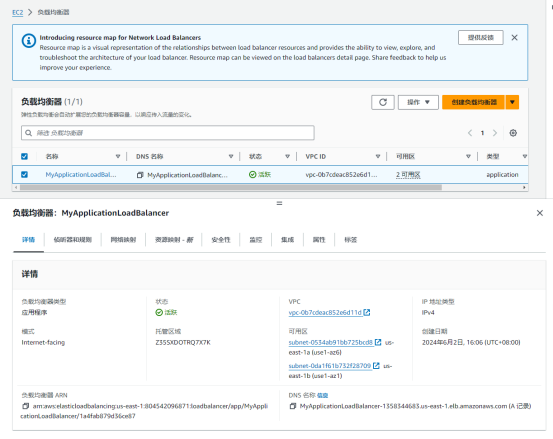 EC2 > 负载均衡器
Introducing resource map for Network Load Balancers
Resource map is a visual representation of the relationships between load balancer resources and provides the ability to view, explore, and
troubleshoot the architecture of your load balancer. Resource map can be viewed on the load balancers detail page. Share feedback to help us
improve your experience.
提供反馈
负载均衡器 (1/1)
弹性负载均衡会自动扩展您的负载均衡器容量，以响应传入流量的变化。
操作
创建负载均衡器
筛选 负载均衡器
1
名称 DNS 名称 状态 VPC ID 可用区 类型
MyApplicationLoadBal... MyApplicationLoadBalanc... 活跃 vpc-0b7cdeac852e6d1... 2 可用区 application
负载均衡器：MyApplicationLoadBalancer
详情 侦听器和规则 网络映射 资源映射 - 新 安全性 监控 集成 属性 标签
详情
负载均衡器类型 状态 VPC IP 地址类型
应用程序 活跃 vpc-0b7cdeac852e6d11d IPv4
模式 托管区域 可用区 创建日期
Internet-facing Z35SXDOTRQ7X7K subnet-0534ab91bb725bcd8 us-east-1a (use1-az6) 2024年6月2日, 16:06 (UTC+08:00)
subnet-0da1f61b732f28709 us-east-1b (use1-az1)
负载均衡器 ARN DNS 名称 信息
arn:aws:elasticloadbalancing:us-east-1:804542096871:loadbalancer/app/MyApplicationLoadBalancer/1a4fab879d36ce87
MyApplicationLoadBalancer-1358344683.us-east-1.elb.amazonaws.com (A 记录)